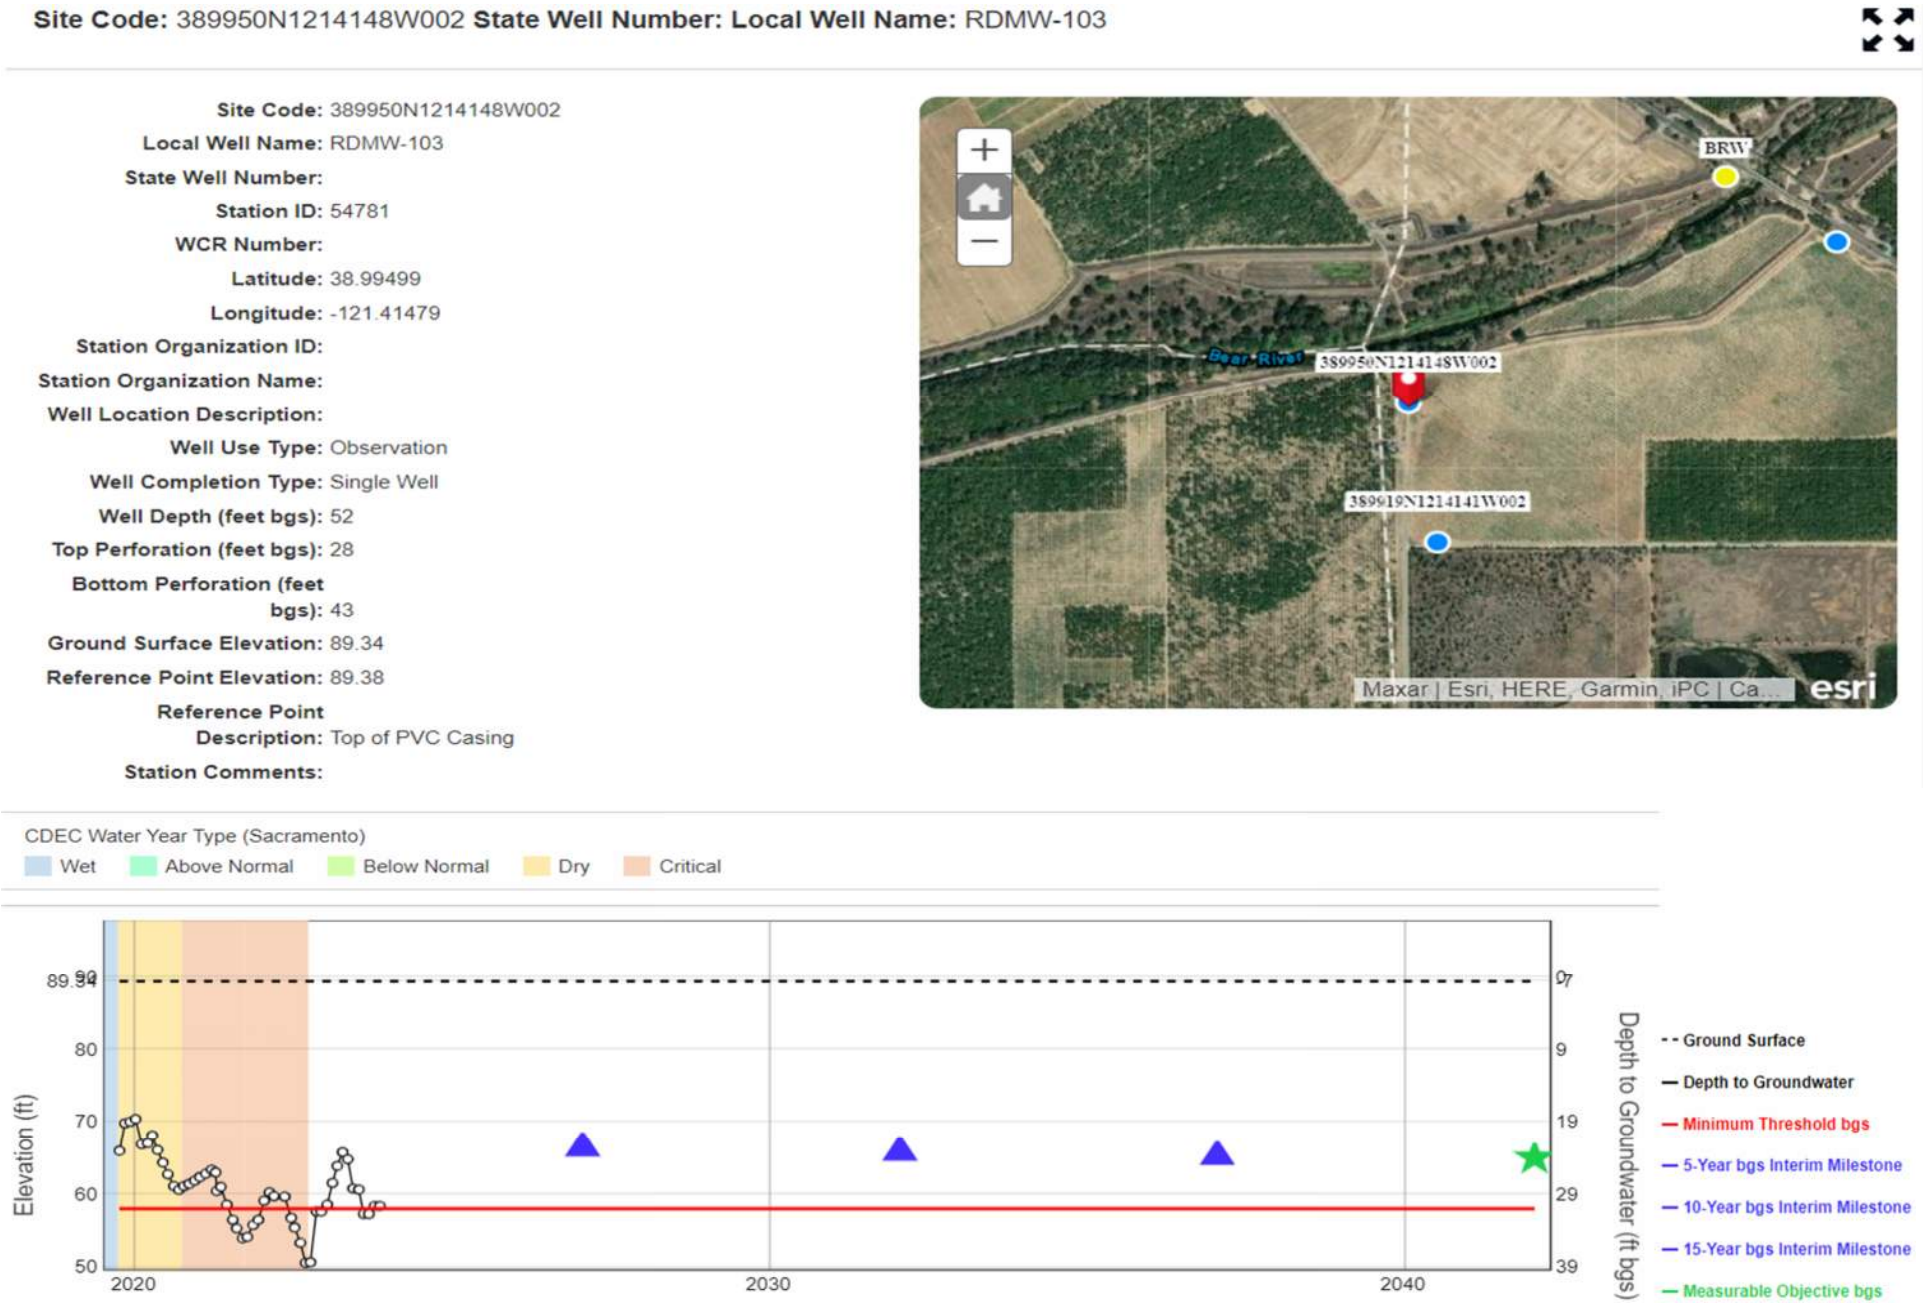 Site Code: 389950N1214148W002 State Well Number: Local Well Name: RDMW-103
Site Code: 389950N1214148W002
Local Well Name: RDMW-103
State Well Number:
Station ID: 54781
WCR Number:
Latitude: 38.99499
Longitude: -121.41479
Station Organization ID:
Station Organization Name:
Well Location Description:
Well Use Type: Observation
Well Completion Type: Single Well
Well Depth (feet bgs): 52
Top Perforation (feet bgs): 28
Bottom Perforation (feet
bgs): 43
Ground Surface Elevation: 89.34
Reference Point Elevation: 89.38
Reference Point
Description: Top of PVC Casing
Station Comments:
+
−
BRW
Bear River
389950N1214148W002
389919N1214141W002
Maxar | Esri, HERE, Garmin, iPC | Ca...
esri
CDEC Water Year Type (Sacramento)
Wet Above Normal Below Normal Dry Critical
Elevation (ft)
89.34
80
70
60
50
2020 2030 2040
9
19
29
39
Depth to Groundwater (ft bgs)
Ground Surface
Depth to Groundwater
Minimum Threshold bgs
5-Year bgs Interim Milestone
10-Year bgs Interim Milestone
15-Year bgs Interim Milestone
Measurable Objective bgs